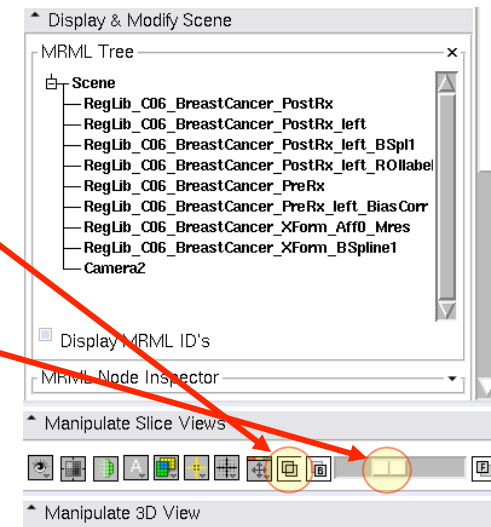 Display & Modify Scene
MRML Tree
Scene
RegLib_C06_BreastCancer_PostRx
RegLib_C06_BreastCancer_PostRx_left
RegLib_C06_BreastCancer_PostRx_left_BSpl1
RegLib_C06_BreastCancer_PostRx_left_ROIlabel
RegLib_C06_BreastCancer_PreRx
RegLib_C06_BreastCancer_PreRx_left_BiasCorr
RegLib_C06_BreastCancer_XForm_Aff0_Mres
RegLib_C06_BreastCancer_XForm_BSpline1
Camera2
Display MRML ID's
MRML Node Inspector
Manipulate Slice Views
A B F
Manipulate 3D View